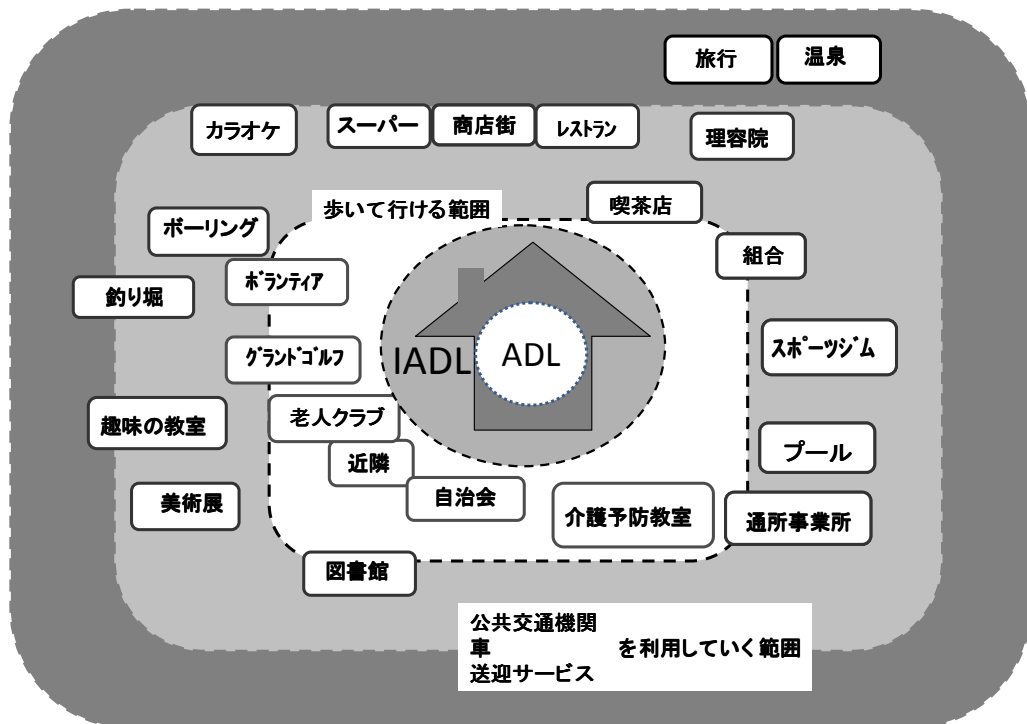 旅行
温泉
カラオケ
スーパー
商店街
ﾚｽﾄﾗﾝ
理容院
歩いて行ける範囲
喫茶店
ボーリング
組合
ﾎﾞﾗﾝﾃｨｱ
釣り堀
スポｰツジム
ｸﾞﾗﾝﾄﾞｺﾞﾙﾌ
IADL
ADL
趣味の教室
老人クラブ
近隣
プール
美術展
自治会
介護予防教室
通所事業所
図書館
公共交通機関
車 を利用していく範囲
送迎サービス